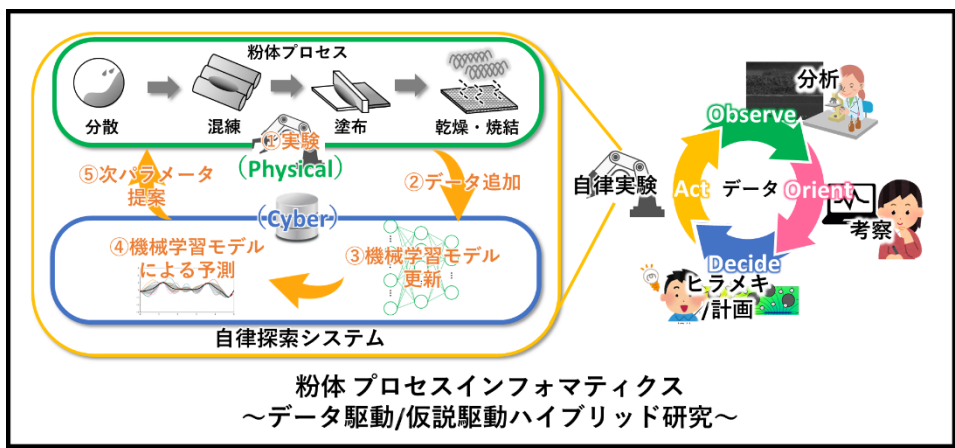 粉体プロセス
分散
混練
塗布
乾燥・焼結
①実験
(Physical)
⑤次パラメータ
提案
②データ追加
(Cyber)
④機械学習モデル
による予測
③機械学習モデル
更新
自律探索システム
自律実験
分析
Observe
Act
データ
Orient
考察
Decide
ヒラメキ
/計画
粉体 プロセスインフォマティクス
～データ駆動/仮説駆動ハイブリッド研究～